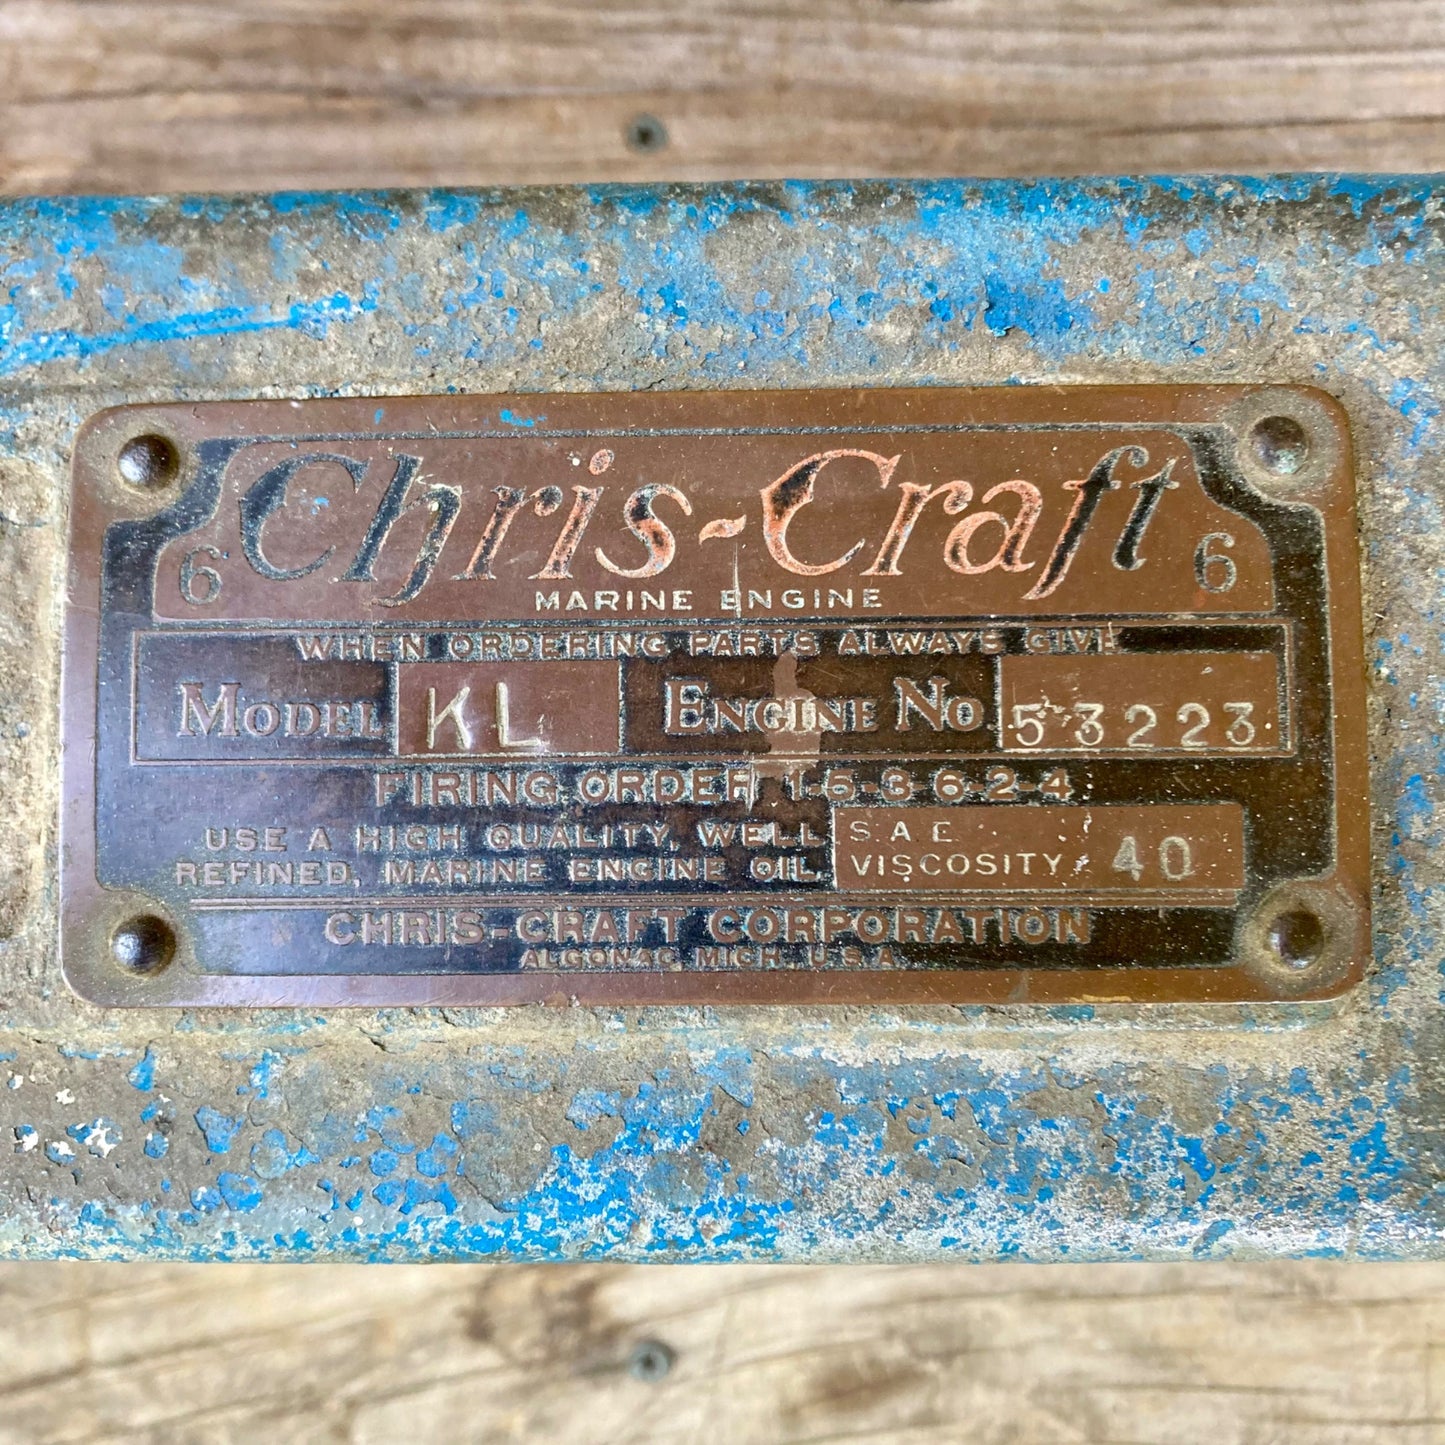 6 Chris-Craft 6
MARINE ENGINE
WHEN ORDERING PARTS ALWAYS GIVE
MODEL KL ENGINE No 53223
FIRING ORDER 1-5-3-6-2-4
USE A HIGH QUALITY, WELL
REFINED, MARINE ENGINE OIL.
S.A.E.
VISCOSITY 40
CHRIS-CRAFT CORPORATION
ALGONAC, MICH., U.S.A.